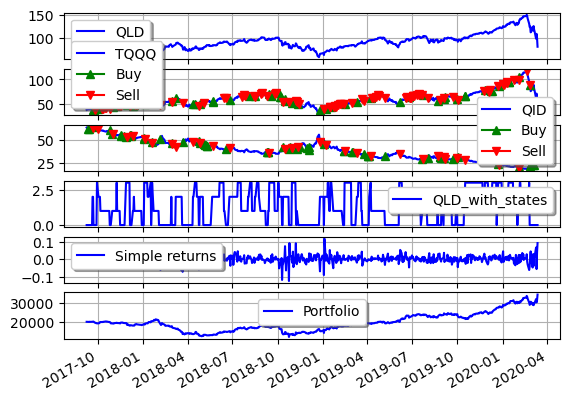 150
100
QLD
TQQQ
Buy
Sell
100
50
QID
Buy
Sell
50
25
2.5
0.0
QLD_with_states
0.1
0.0
−0.1
Simple returns
30000
20000
Portfolio
2017-10
2018-01
2018-04
2018-07
2018-10
2019-01
2019-04
2019-07
2019-10
2020-01
2020-04